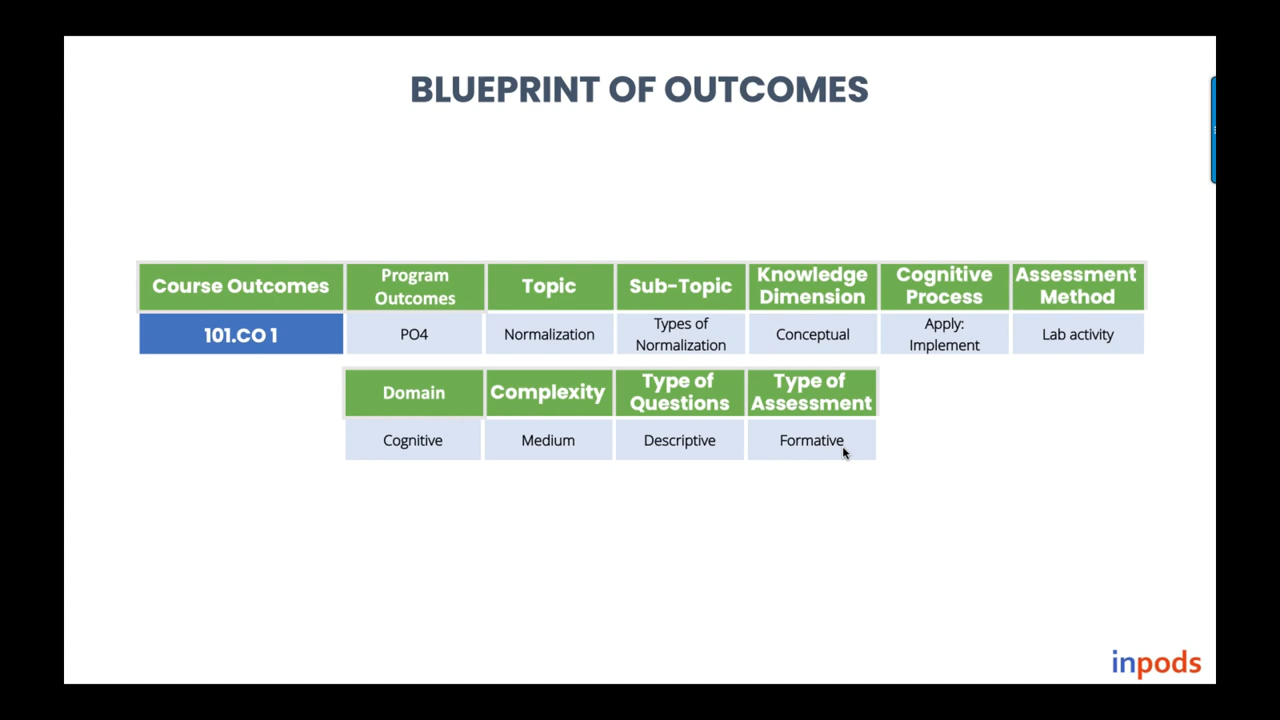 BLUEPRINT OF OUTCOMES
Course Outcomes
Program
Outcomes
Topic
Sub-Topic
Knowledge
Dimension
Cognitive
Process
Assessment
Method
101.CO 1
PO4
Normalization
Types of
Normalization
Conceptual
Apply:
Implement
Lab activity
Domain
Complexity
Type of
Questions
Type of
Assessment
Cognitive
Medium
Descriptive
Formative
inpods